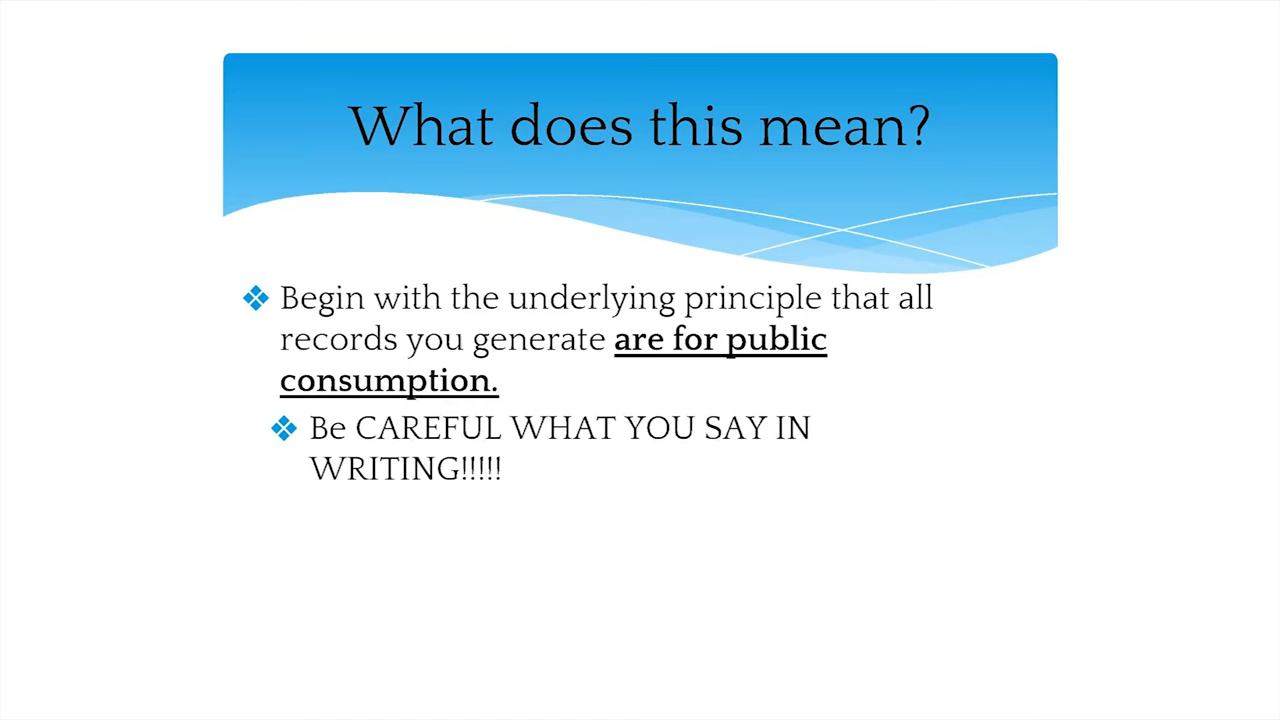 What does this mean?
Begin with the underlying principle that all
records you generate are for public
consumption.
Be CAREFUL WHAT YOU SAY IN
WRITING!!!!!